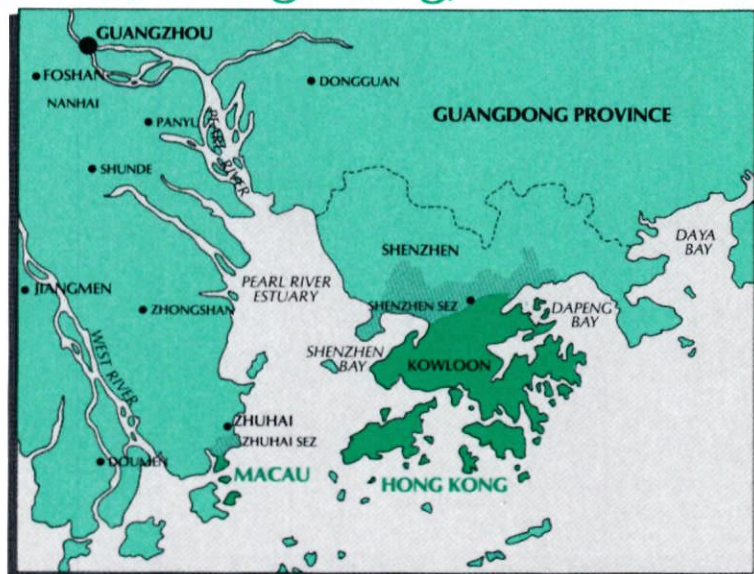 GUANGZHOU
FOSHAN
DONGGUAN
NANHAI
PANYU
GUANGDONG PROVINCE
PEARL RIVER
SHUNDE
SHENZHEN
DAYA
BAY
PEARL RIVER
ESTUARY
JIANGMEN
ZHONGSHAN
SHENZHEN SEZ
DAPENG
BAY
WEST RIVER
SHENZHEN
BAY
KOWLOON
ZHUHAI
ZHUHAI SEZ
DOUMEN
MACAU
HONG KONG